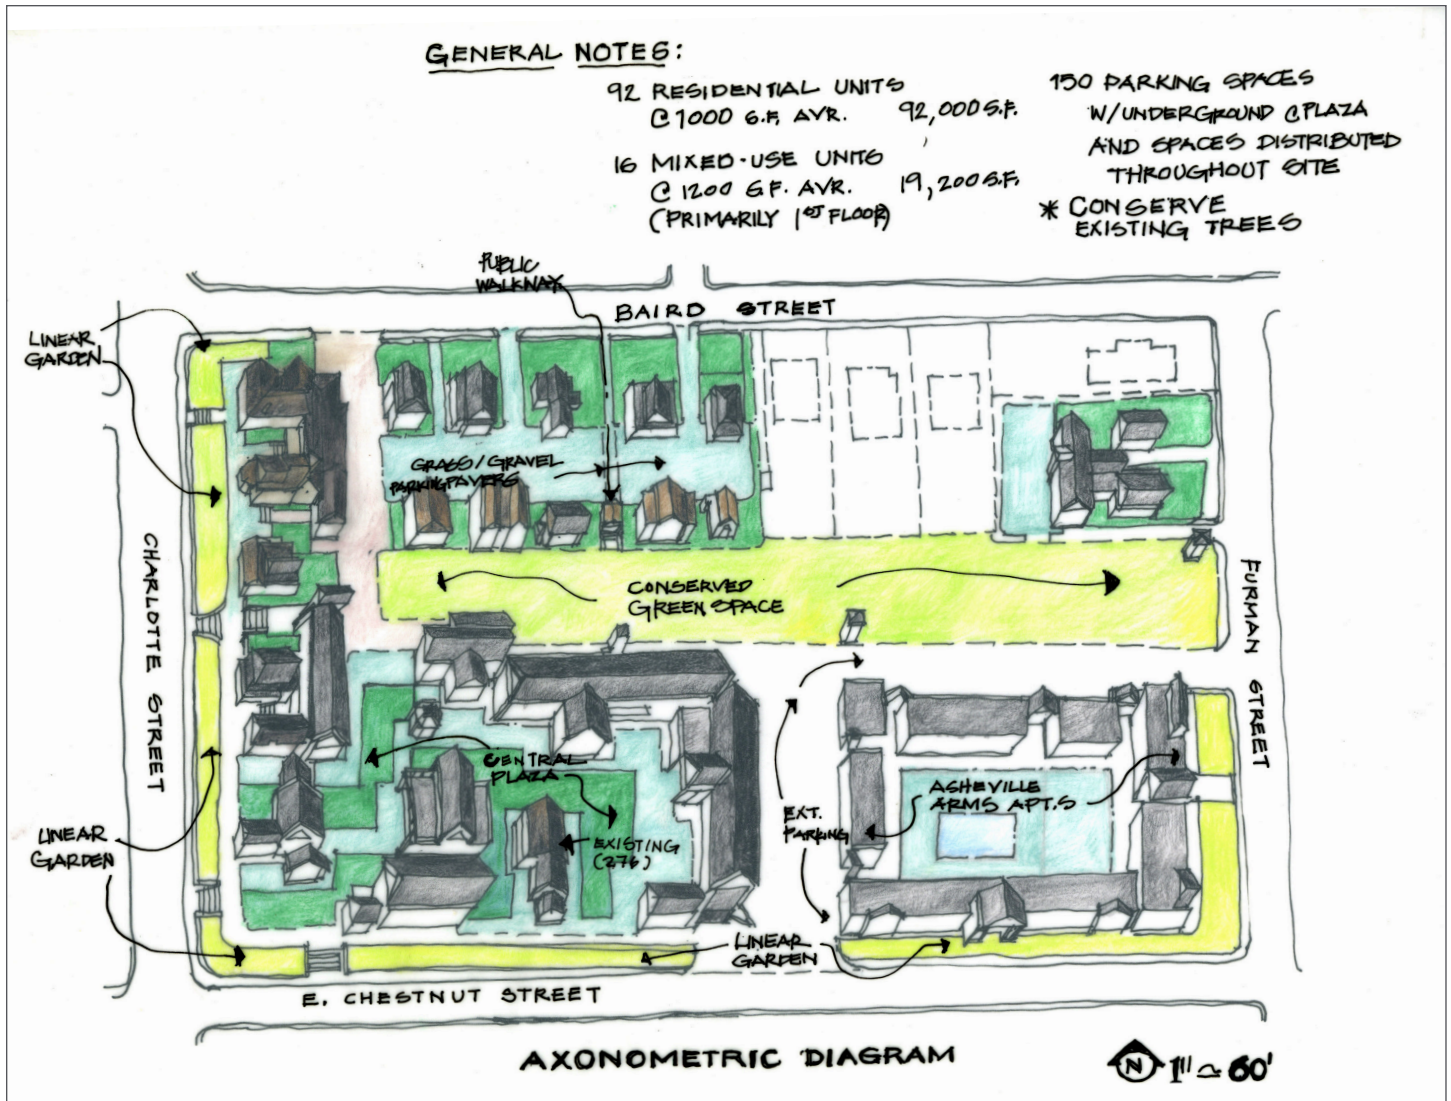 GENERAL NOTES:
92 RESIDENTIAL UNITS
@ 1000 S.F. AVR. 92,000 S.F.
16 MIXED-USE UNITS
@ 1200 S.F. AVR. 19,200 S.F.
(PRIMARILY 1ST FLOOR)
150 PARKING SPACES
W/UNDERGROUND @ PLAZA
AND SPACES DISTRIBUTED
THROUGHOUT SITE
* CONSERVE
EXISTING TREES
PUBLIC
WALKWAY
BAIRD STREET
LINEAR
GARDEN
GRASS/GRAVEL
PARKING PAVERS
CHARLOTTE STREET
CONSERVED
GREEN SPACE
FURMAN STREET
CENTRAL
PLAZA
EXISTING
(276)
EXT.
PARKING
ASHEVILLE
ARMS APT.S
LINEAR
GARDEN
LINEAR
GARDEN
E. CHESTNUT STREET
AXONOMETRIC DIAGRAM
N 1" ≃ 60'